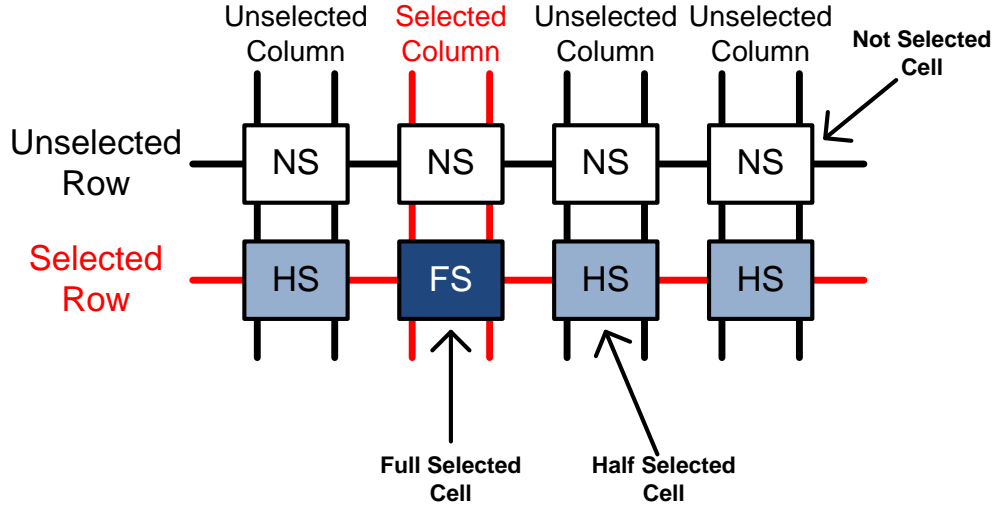 Unselected Column
Selected Column
Unselected Column
Unselected Column
Not Selected Cell
Unselected Row
NS
NS
NS
NS
Selected Row
HS
FS
HS
HS
Full Selected Cell
Half Selected Cell